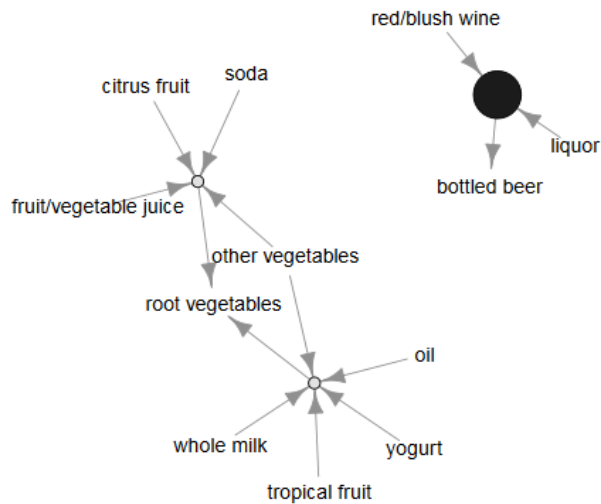 red/blush wine
soda
citrus fruit
liquor
bottled beer
fruit/vegetable juice
other vegetables
root vegetables
oil
whole milk
yogurt
tropical fruit